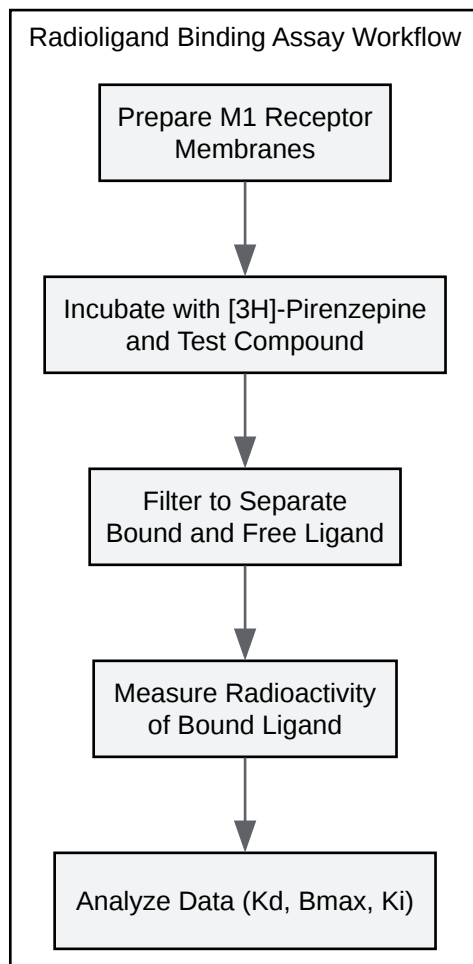 Radioligand Binding Assay Workflow
Prepare M1 Receptor
Membranes
Incubate with [3H]-Pirenzepine
and Test Compound
Filter to Separate
Bound and Free Ligand
Measure Radioactivity
of Bound Ligand
Analyze Data (Kd, Bmax, Ki)